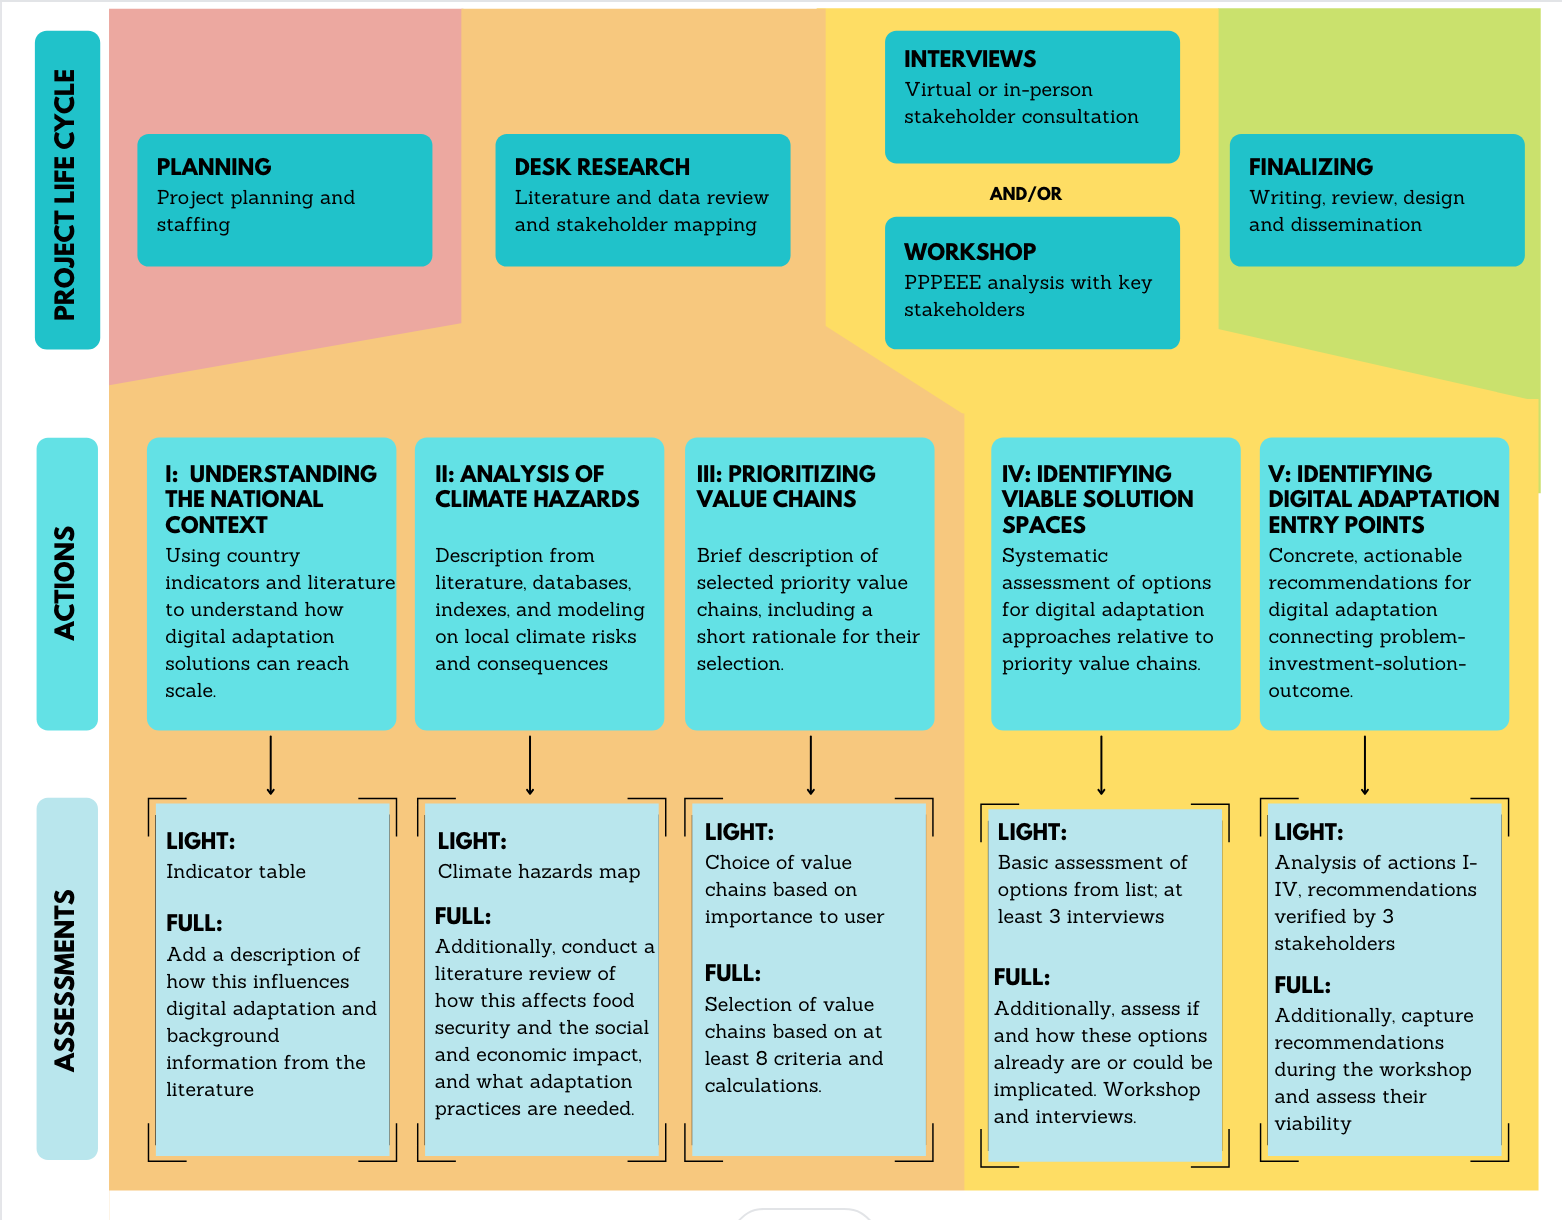 PROJECT LIFE CYCLE
PLANNING
Project planning and
staffing
DESK RESEARCH
Literature and data review
and stakeholder mapping
INTERVIEWS
Virtual or in-person
stakeholder consultation
AND/OR
WORKSHOP
PPPEEE analysis with key
stakeholders
FINALIZING
Writing, review, design
and dissemination
ACTIONS
I: UNDERSTANDING
THE NATIONAL
CONTEXT
Using country
indicators and literature
to understand how
digital adaptation
solutions can reach
scale.
II: ANALYSIS OF
CLIMATE HAZARDS
Description from
literature, databases,
indexes, and modeling
on local climate risks
and consequences
III: PRIORITIZING
VALUE CHAINS
Brief description of
selected priority value
chains, including a
short rationale for their
selection.
IV: IDENTIFYING
VIABLE SOLUTION
SPACES
Systematic
assessment of options
for digital adaptation
approaches relative to
priority value chains.
V: IDENTIFYING
DIGITAL ADAPTATION
ENTRY POINTS
Concrete, actionable
recommendations for
digital adaptation
connecting problem-
investment-solution-
outcome.
ASSESSMENTS
LIGHT:
Indicator table
FULL:
Add a description of
how this influences
digital adaptation and
background
information from the
literature
LIGHT:
Climate hazards map
FULL:
Additionally, conduct a
literature review of
how this affects food
security and the social
and economic impact,
and what adaptation
practices are needed.
LIGHT:
Choice of value
chains based on
importance to user
FULL:
Selection of value
chains based on at
least 8 criteria and
calculations.
LIGHT:
Basic assessment of
options from list; at
least 3 interviews
FULL:
Additionally, assess if
and how these options
already are or could be
implicated. Workshop
and interviews.
LIGHT:
Analysis of actions I-
IV, recommendations
verified by 3
stakeholders
FULL:
Additionally, capture
recommendations
during the workshop
and assess their
viability